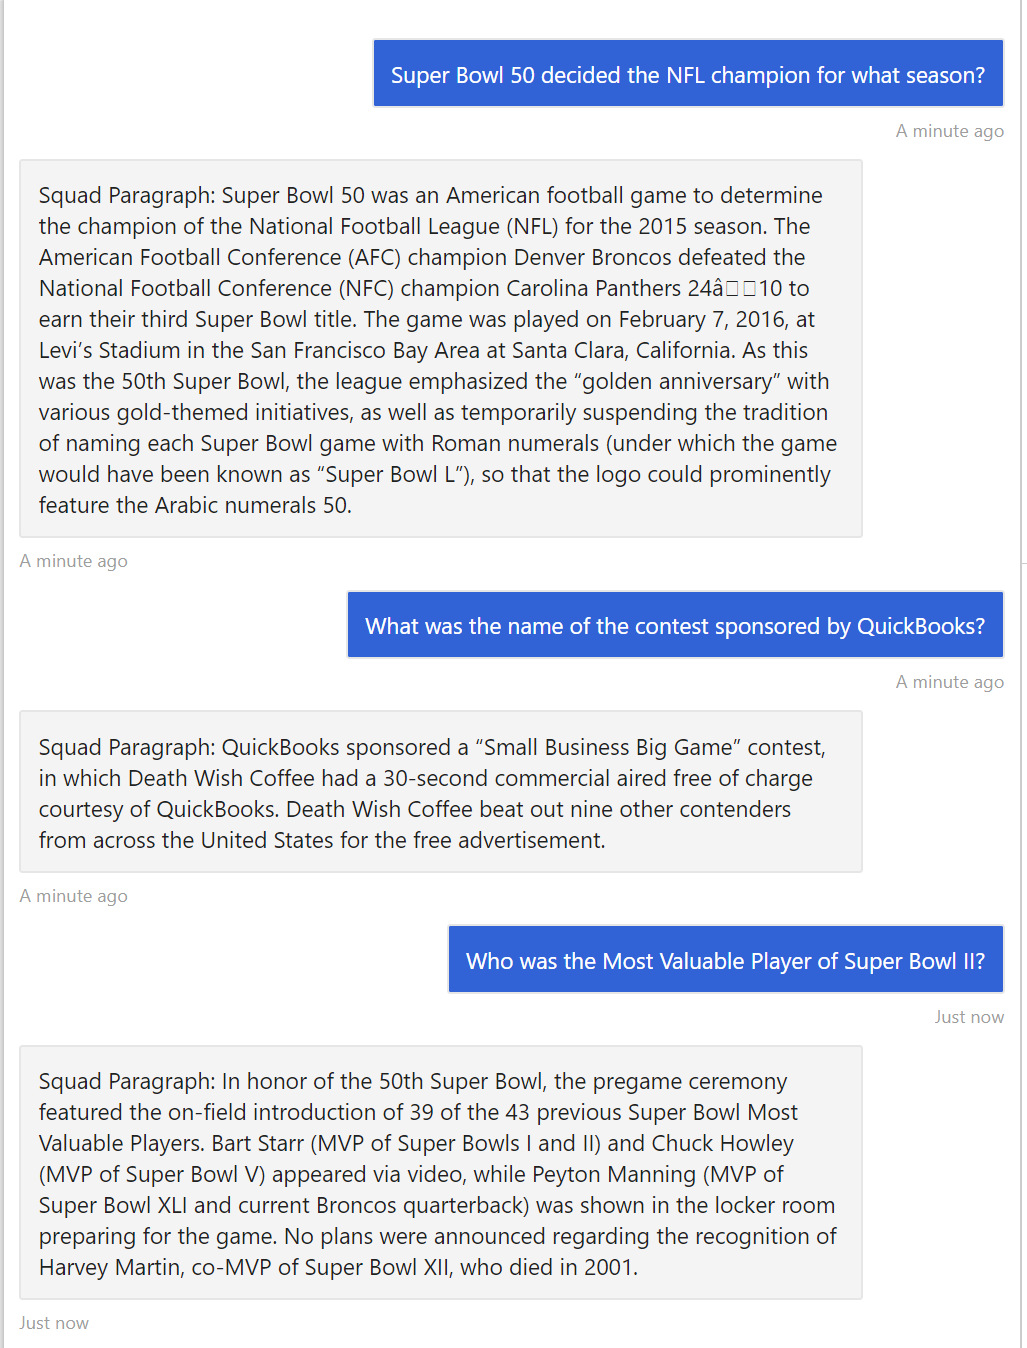 Super Bowl 50 decided the NFL champion for what season?
A minute ago
Squad Paragraph: Super Bowl 50 was an American football game to determine
the champion of the National Football League (NFL) for the 2015 season. The
American Football Conference (AFC) champion Denver Broncos defeated the
National Football Conference (NFC) champion Carolina Panthers 24â□□10 to
earn their third Super Bowl title. The game was played on February 7, 2016, at
Levi’s Stadium in the San Francisco Bay Area at Santa Clara, California. As this
was the 50th Super Bowl, the league emphasized the “golden anniversary” with
various gold-themed initiatives, as well as temporarily suspending the tradition
of naming each Super Bowl game with Roman numerals (under which the game
would have been known as “Super Bowl L”), so that the logo could prominently
feature the Arabic numerals 50.
A minute ago
What was the name of the contest sponsored by QuickBooks?
A minute ago
Squad Paragraph: QuickBooks sponsored a “Small Business Big Game” contest,
in which Death Wish Coffee had a 30-second commercial aired free of charge
courtesy of QuickBooks. Death Wish Coffee beat out nine other contenders
from across the United States for the free advertisement.
A minute ago
Who was the Most Valuable Player of Super Bowl II?
Just now
Squad Paragraph: In honor of the 50th Super Bowl, the pregame ceremony
featured the on-field introduction of 39 of the 43 previous Super Bowl Most
Valuable Players. Bart Starr (MVP of Super Bowls I and II) and Chuck Howley
(MVP of Super Bowl V) appeared via video, while Peyton Manning (MVP of
Super Bowl XLI and current Broncos quarterback) was shown in the locker room
preparing for the game. No plans were announced regarding the recognition of
Harvey Martin, co-MVP of Super Bowl XII, who died in 2001.
Just now